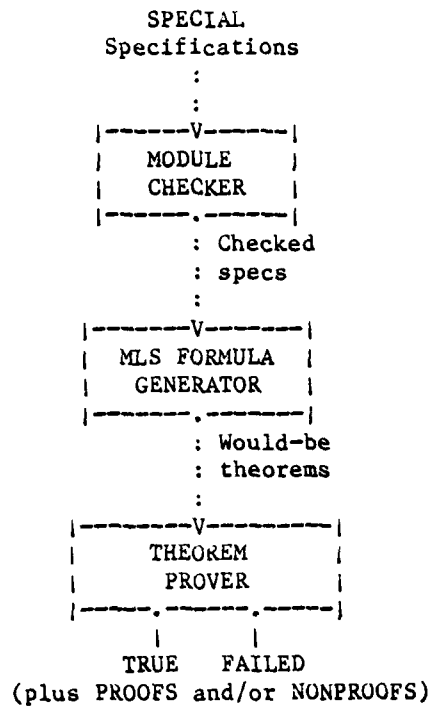 SPECIAL
Specifications
MODULE
CHECKER
Checked
specs
MLS FORMULA
GENERATOR
Would-be
theorems
THEOREM
PROVER
TRUE FAILED
(plus PROOFS and/or NONPROOFS)